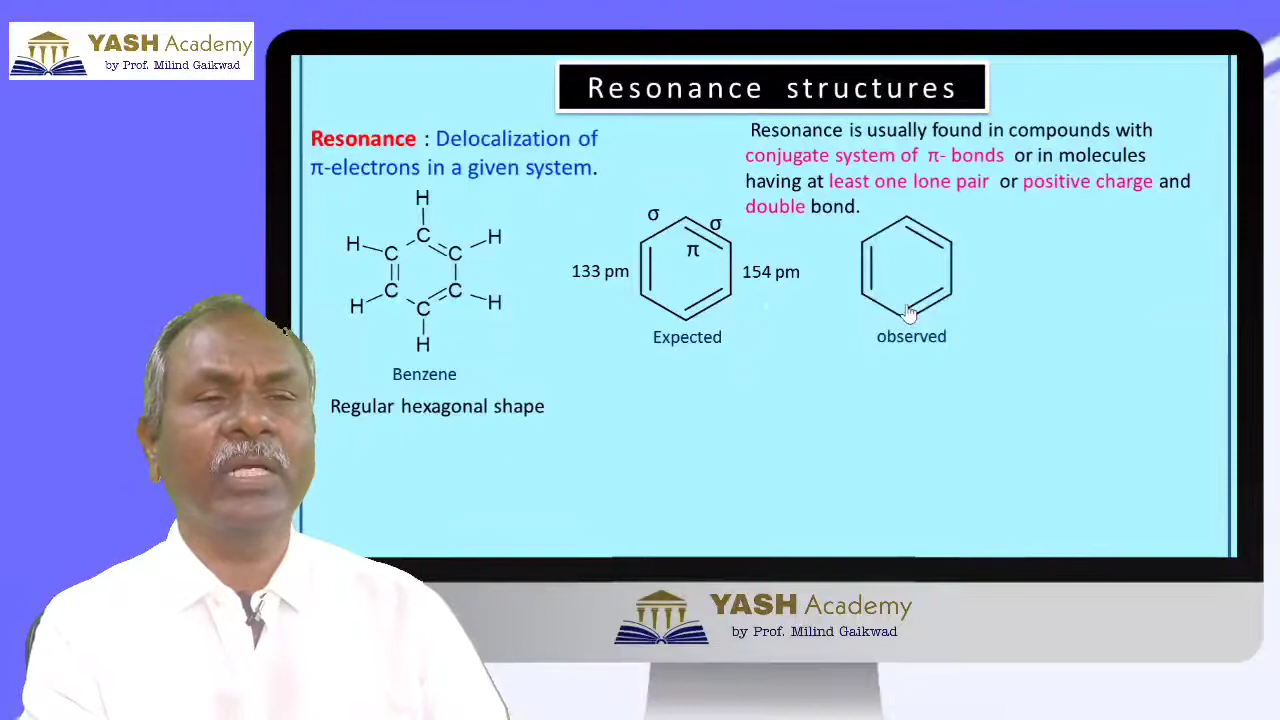 YASH Academy
by Prof. Milind Gaikwad
Resonance structures
Resonance : Delocalization of
π-electrons in a given system.
Resonance is usually found in compounds with
conjugate system of π- bonds or in molecules
having at least one lone pair or positive charge and
double bond.
H
H C H
C C
C C
H C H
H
Benzene
Regular hexagonal shape
σ
σ
π
133 pm
154 pm
Expected
observed
YASH Academy
by Prof. Milind Gaikwad